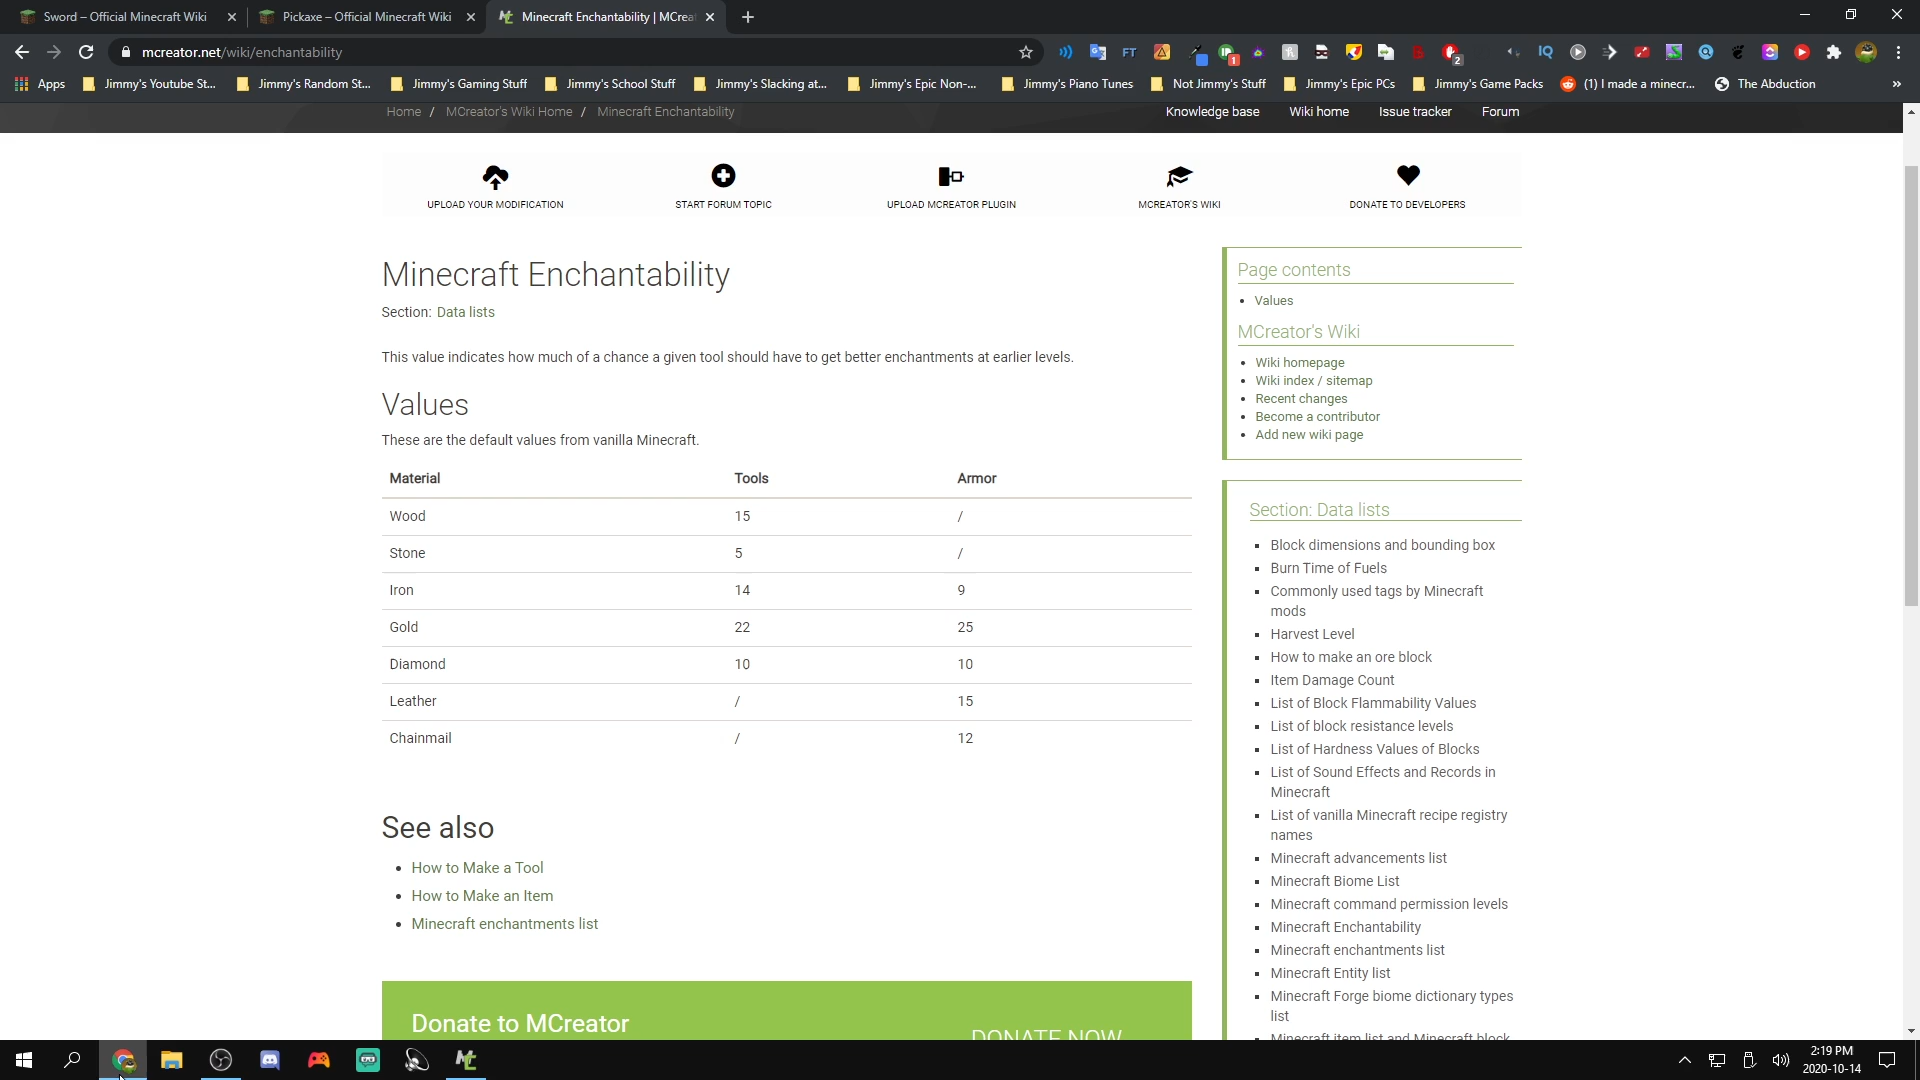 Sword – Official Minecraft Wiki
Pickaxe – Official Minecraft Wiki
Minecraft Enchantability | MCrea
mcreator.net/wiki/enchantability
FT
1
2
IQ
Apps
Jimmy's Youtube St...
Jimmy's Random St...
Jimmy's Gaming Stuff
Jimmy's School Stuff
Jimmy's Slacking at...
Jimmy's Epic Non-...
Jimmy's Piano Tunes
Not Jimmy's Stuff
Jimmy's Epic PCs
Jimmy's Game Packs
(1) I made a minecr...
The Abduction
»
Home / MCreator's Wiki Home / Minecraft Enchantability
Knowledge base
Wiki home
Issue tracker
Forum
UPLOAD YOUR MODIFICATION
START FORUM TOPIC
UPLOAD MCREATOR PLUGIN
MCREATOR'S WIKI
DONATE TO DEVELOPERS
Minecraft Enchantability
Section: Data lists
This value indicates how much of a chance a given tool should have to get better enchantments at earlier levels.
Values
These are the default values from vanilla Minecraft.
Material Tools Armor
Wood 15 /
Stone 5 /
Iron 14 9
Gold 22 25
Diamond 10 10
Leather / 15
Chainmail / 12
See also
How to Make a Tool
How to Make an Item
Minecraft enchantments list
Donate to MCreator
DONATE NOW
Page contents
Values
MCreator's Wiki
Wiki homepage
Wiki index / sitemap
Recent changes
Become a contributor
Add new wiki page
Section: Data lists
Block dimensions and bounding box
Burn Time of Fuels
Commonly used tags by Minecraft
mods
Harvest Level
How to make an ore block
Item Damage Count
List of Block Flammability Values
List of block resistance levels
List of Hardness Values of Blocks
List of Sound Effects and Records in
Minecraft
List of vanilla Minecraft recipe registry
names
Minecraft advancements list
Minecraft Biome List
Minecraft command permission levels
Minecraft Enchantability
Minecraft enchantments list
Minecraft Entity list
Minecraft Forge biome dictionary types
list
Minecraft item list and Minecraft block
2:19 PM
2020-10-14